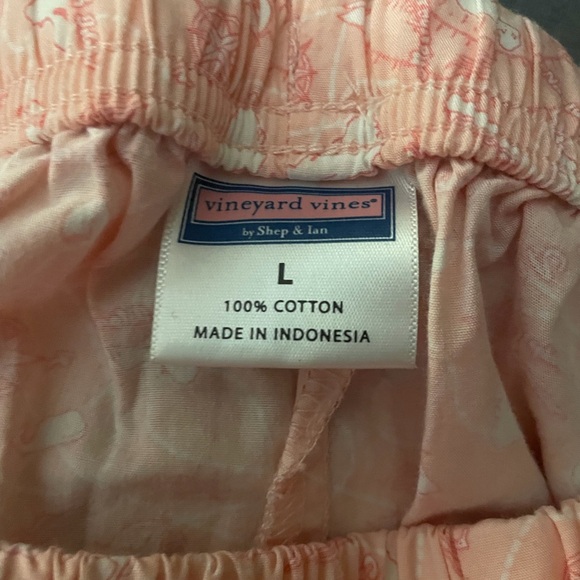 vineyard vines®
by Shep & Ian
L
100% COTTON
MADE IN INDONESIA